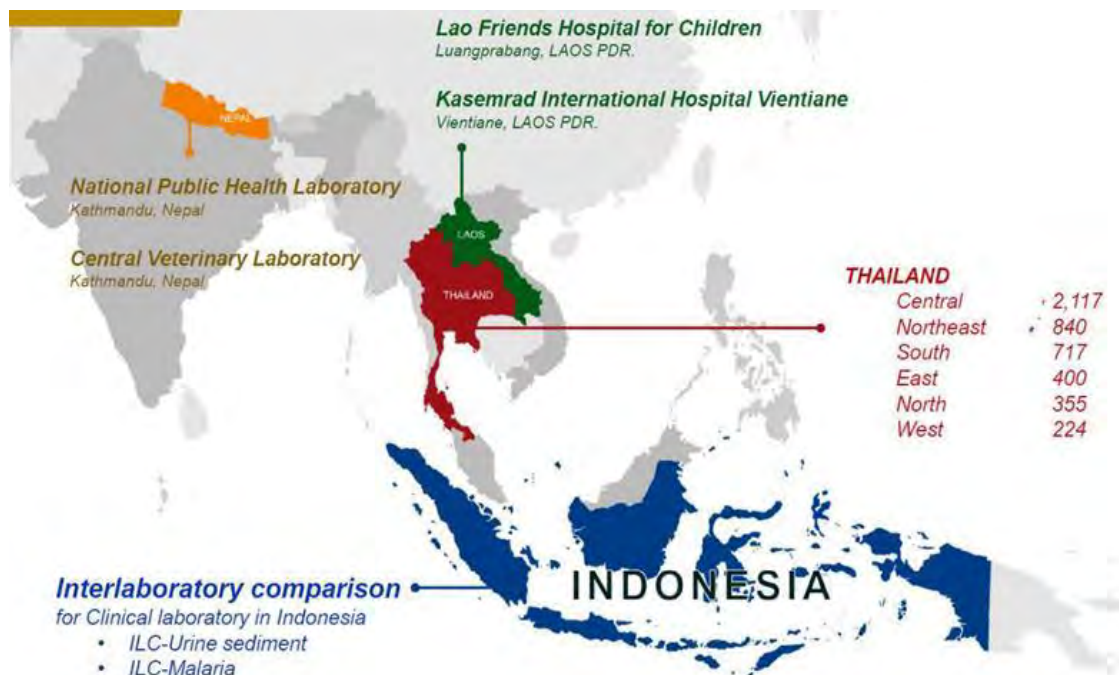 Lao Friends Hospital for Children
Luangprabang, LAOS PDR.
Kasemrad International Hospital Vientiane
Vientiane, LAOS PDR.
NEPAL
National Public Health Laboratory
Kathmandu, Nepal
Central Veterinary Laboratory
Kathmandu, Nepal
LAOS
THAILAND
THAILAND
Central 2,117
Northeast 840
South 717
East 400
North 355
West 224
INDONESIA
Interlaboratory comparison
for Clinical laboratory in Indonesia
• ILC-Urine sediment
• ILC-Malaria